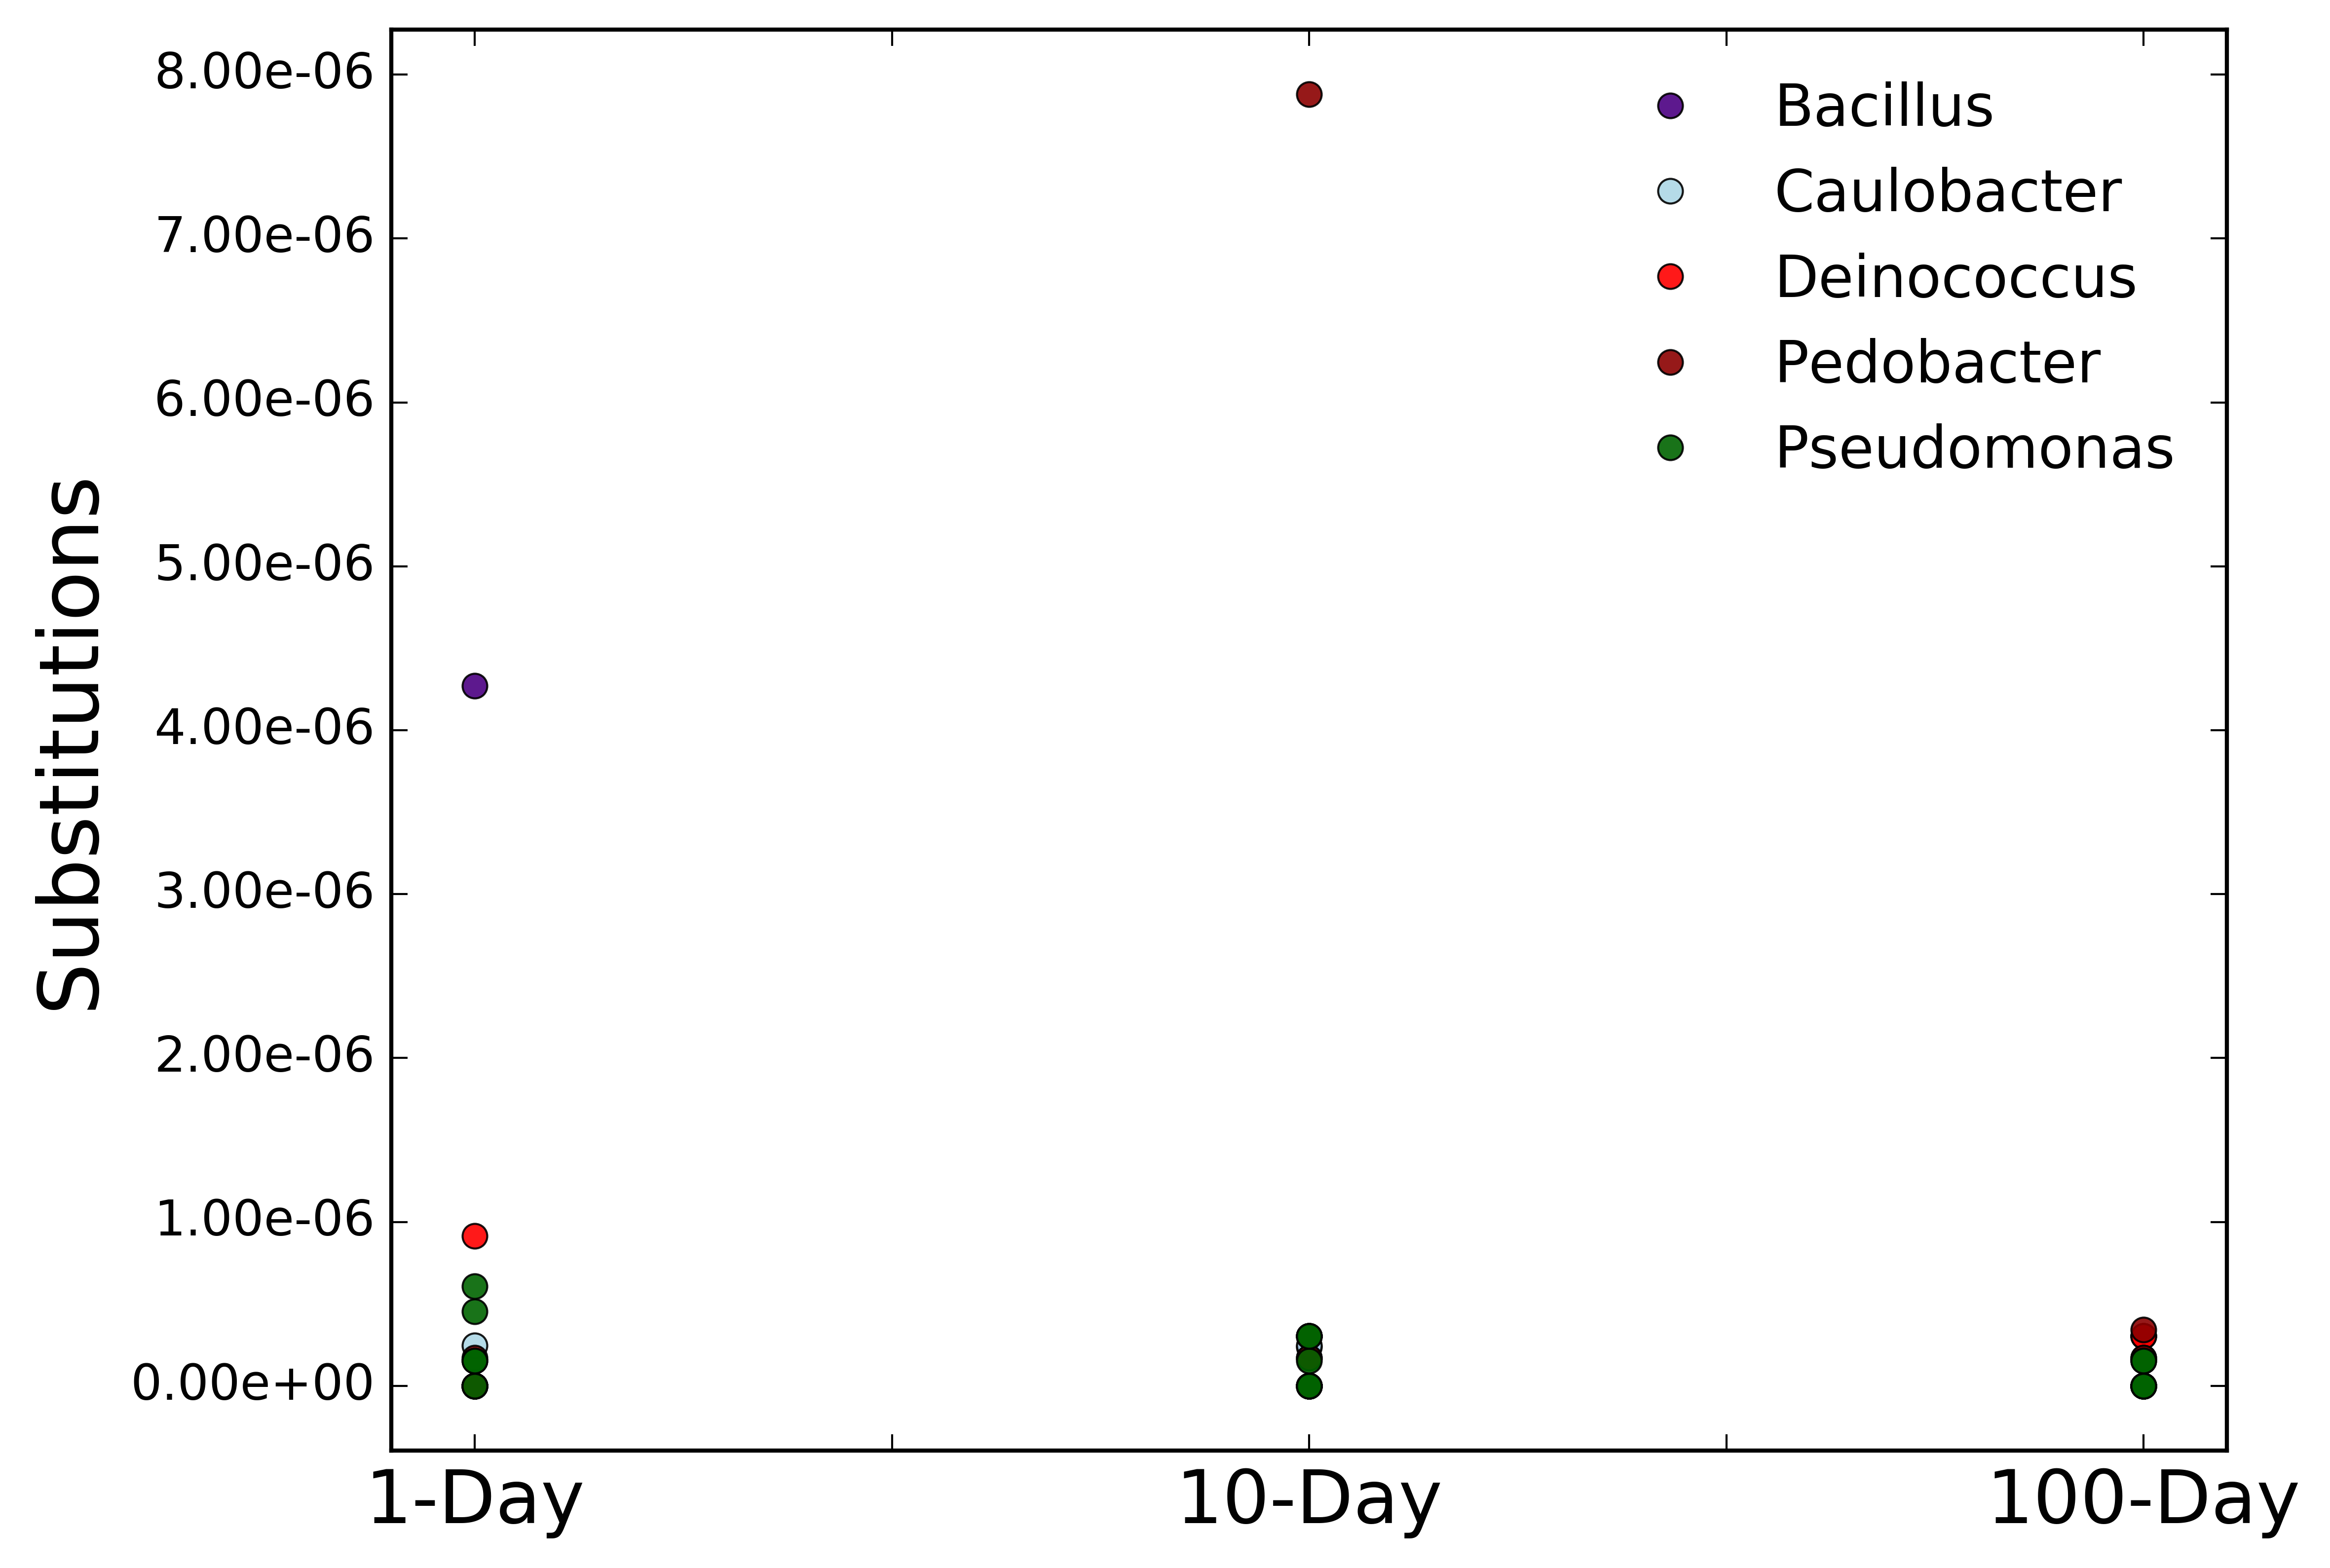 Substitutions
8.00e-06
7.00e-06
6.00e-06
5.00e-06
4.00e-06
3.00e-06
2.00e-06
1.00e-06
0.00e+00
Bacillus
Caulobacter
Deinococcus
Pedobacter
Pseudomonas
1-Day
10-Day
100-Day